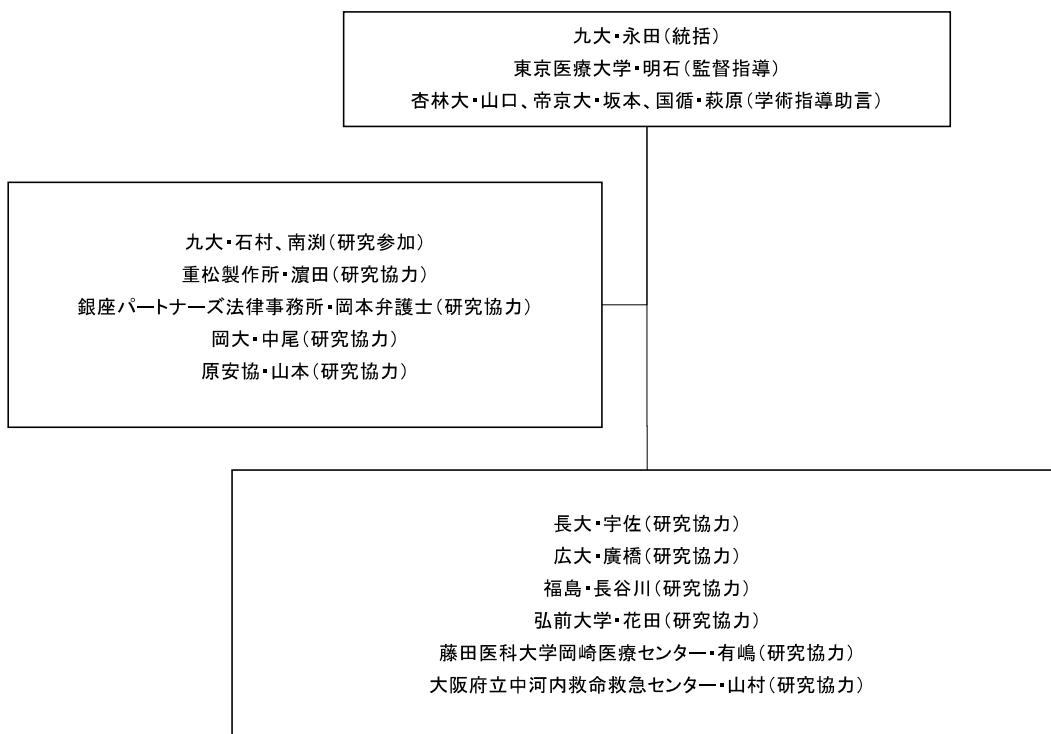 九大・永田（統括）
東京医療大学・明石（監督指導）
杏林大・山口、帝京大・坂本、国循・萩原（学術指導助言）
九大・石村、南渕（研究参加）
重松製作所・濵田（研究協力）
銀座パートナーズ法律事務所・岡本弁護士（研究協力）
岡大・中尾（研究協力）
原安協・山本（研究協力）
長大・宇佐（研究協力）
広大・廣橋（研究協力）
福島・長谷川（研究協力）
弘前大学・花田（研究協力）
藤田医科大学岡崎医療センター・有嶋（研究協力）
大阪府立中河内救命救急センター・山村（研究協力）